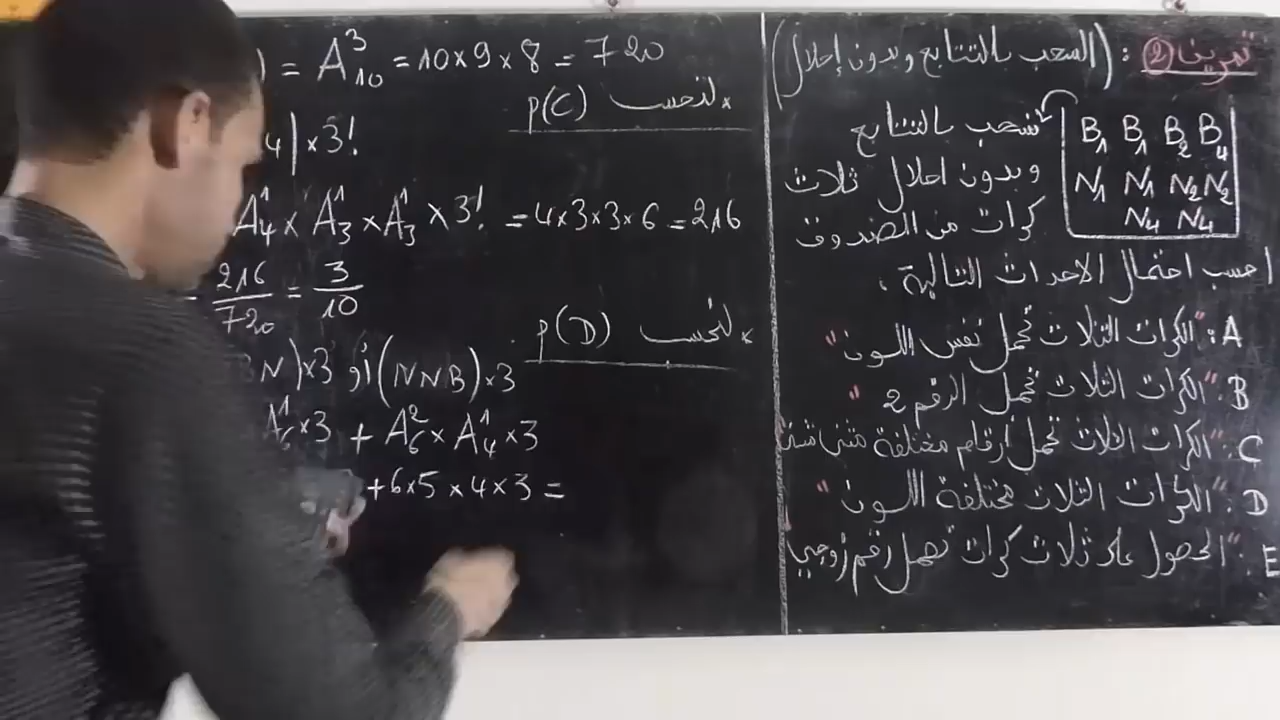 تمرين 2 : (السحب بالتتابع وبدون إحلال)
B1 B1 B2 B4
N1 N1 N2 N2
N4 N4
نسحب بالتتابع
وبدون احلال ثلاث
كرات من الصندوق
احسب احتمال الاحداث التالية
A : "الكرات الثلاث تحمل نفس اللون"
B : "الكرات الثلاث تحمل الرقم 2"
C : "الكرات الثلاث تحمل ارقام مختلفة مثنى مثنى
D : "الكرات الثلاث مختلفة اللون"
E : "الحصول على ثلاث كرات تحمل رقم زوجي
) = A³₁₀ = 10×9×8 = 720
* لنحسب p(C)
4|×3!
A¹₄ × A¹₃ × A¹₃ × 3! = 4×3×3×6 = 216
= 216/720 = 3/10
* لنحسب p(D)
N)×3 أو (NNB)×3
A¹₆×3 + A²₆×A¹₄×3
+6×5×4×3 =